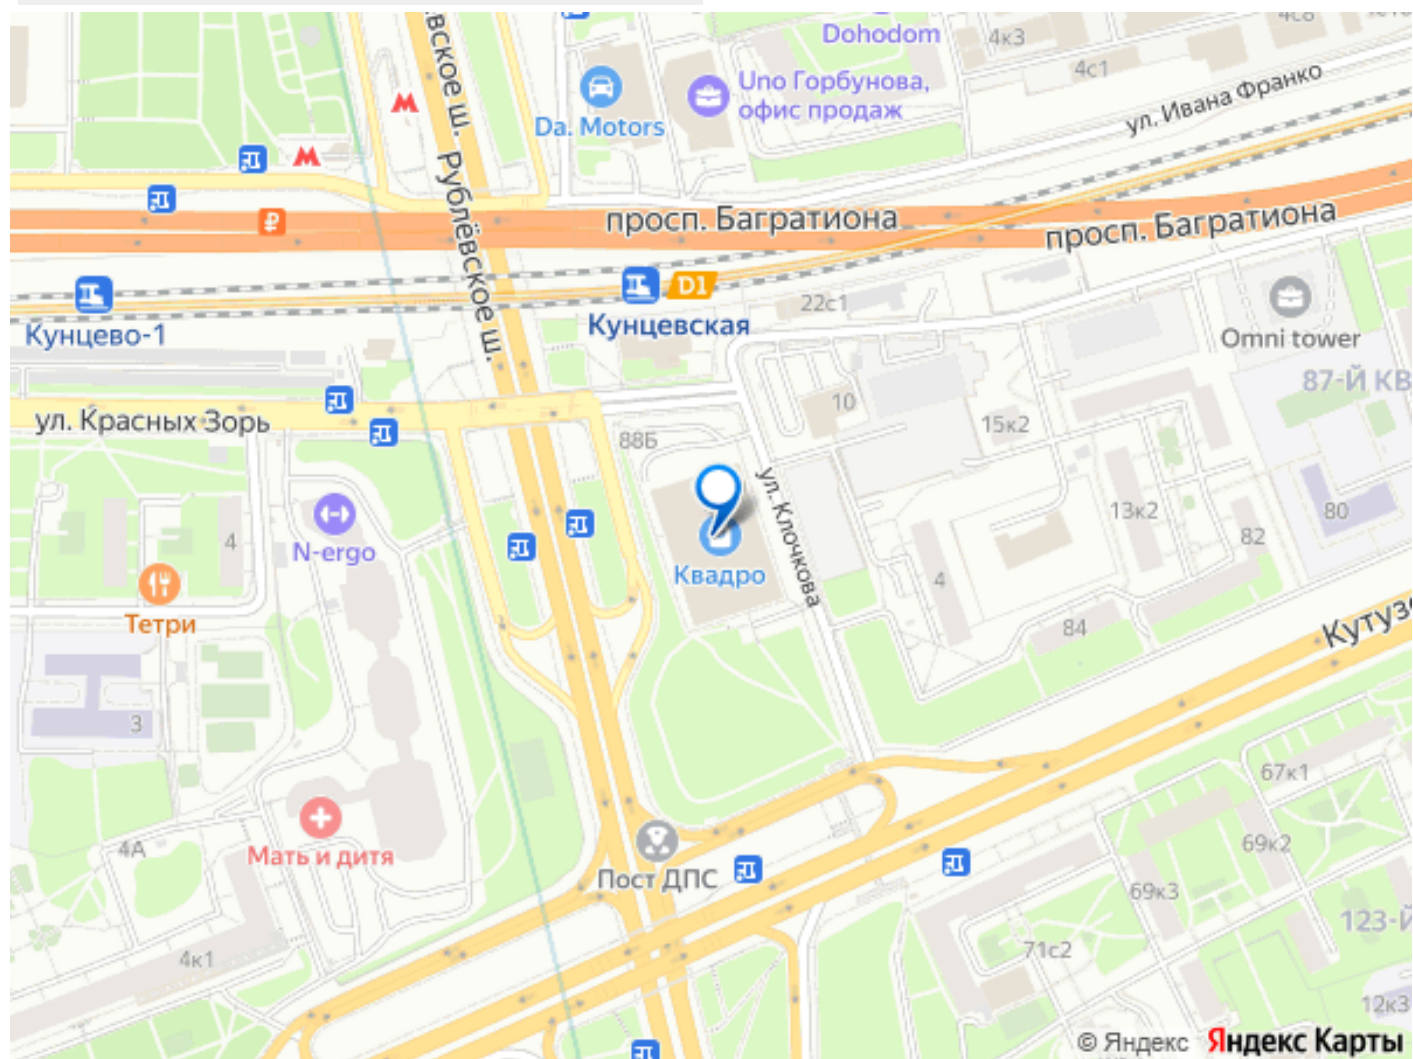 Dohodom
4к3
4с8
4с1
Uno Горбунова,
офис продаж
Da. Motors
ул. Ивана Франко
вское ш.
Рублёвское ш.
просп. Багратиона
просп. Багратиона
D1
Кунцево-1
Кунцевская
22с1
Omni tower
87-Й КВ
ул. Красных Зорь
88Б
10
15к2
ул. Клочкова
N-ergo
4
Тетри
Квадро
13к2
80
82
4
84
Кутузо
3
67к1
4А
Мать и дитя
Пост ДПС
69к2
69к3
123-Й
4к1
71с2
12к3
© Яндекс Яндекс Карты